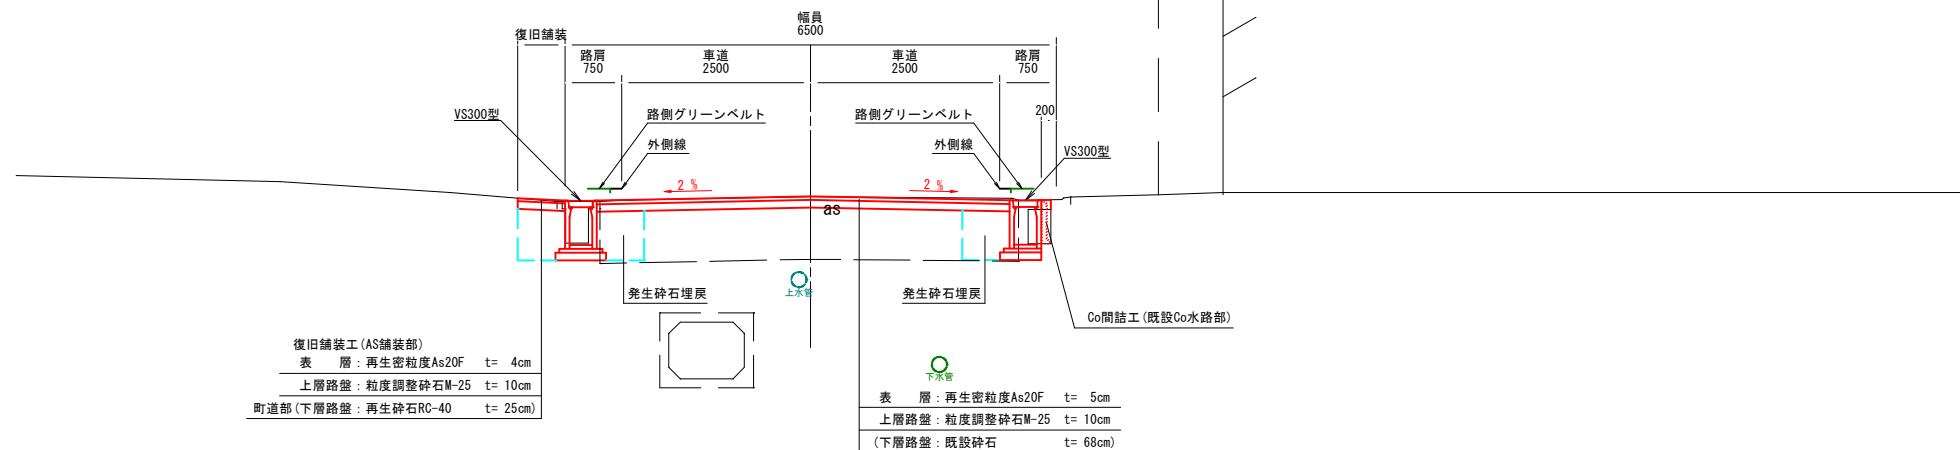 幅員
6500
復旧舗装
路肩
750
車道
2500
車道
2500
路肩
750
VS300型
路側グリーンベルト
路側グリーンベルト
200
外側線
外側線
VS300型
2 %
2 %
as
発生砕石埋戻
上水管
発生砕石埋戻
Co間詰工(既設Co水路部)
復旧舗装工(AS舗装部)
表　　層：再生密粒度As20F　t=　4cm
上層路盤：粒度調整砕石M-25　t= 10cm
町道部(下層路盤：再生砕石RC-40　t= 25cm)
下水管
表　　層：再生密粒度As20F　t=　5cm
上層路盤：粒度調整砕石M-25　t= 10cm
(下層路盤：既設砕石　t= 68cm)